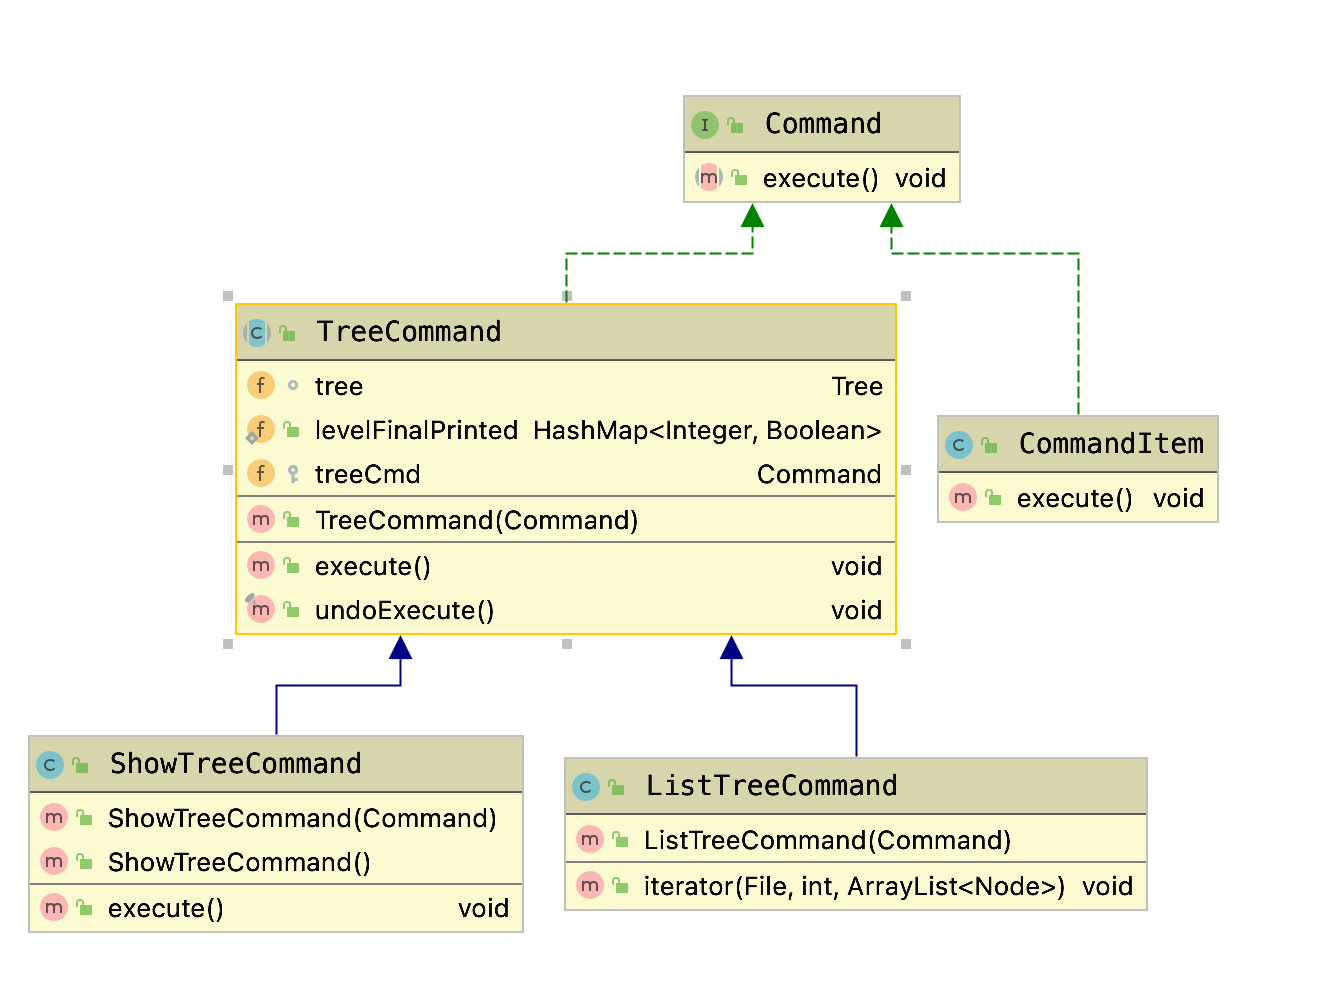 I Command
m execute() void
C TreeCommand
f tree Tree
f levelFinalPrinted HashMap<Integer, Boolean>
f treeCmd Command
m TreeCommand(Command)
m execute() void
m undoExecute() void
C CommandItem
m execute() void
C ShowTreeCommand
m ShowTreeCommand(Command)
m ShowTreeCommand()
m execute() void
C ListTreeCommand
m ListTreeCommand(Command)
m iterator(File, int, ArrayList<Node>) void